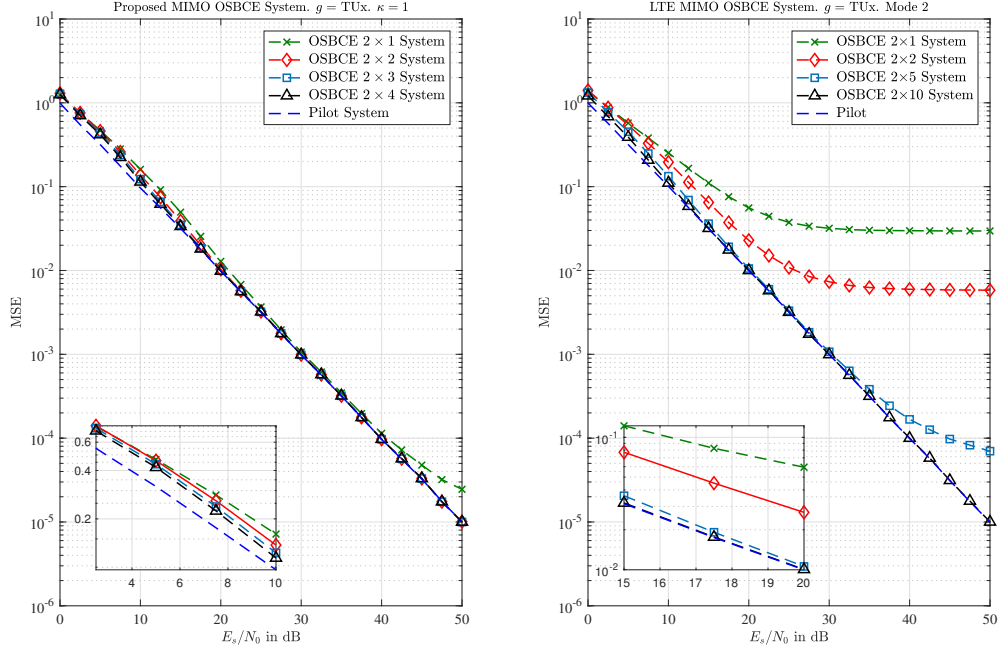 Proposed MIMO OSBCE System. g = TUx. κ = 1
10^1
10^0
10^-1
10^-2
10^-3
10^-4
10^-5
10^-6
MSE
OSBCE 2 × 1 System
OSBCE 2 × 2 System
OSBCE 2 × 3 System
OSBCE 2 × 4 System
Pilot System
0.6
0.4
0.2
4 6 8 10
0 10 20 30 40 50
E_s/N_0 in dB
LTE MIMO OSBCE System. g = TUx. Mode 2
10^1
10^0
10^-1
10^-2
10^-3
10^-4
10^-5
10^-6
MSE
OSBCE 2×1 System
OSBCE 2×2 System
OSBCE 2×5 System
OSBCE 2×10 System
Pilot
10^-1
10^-2
15 16 17 18 19 20
0 10 20 30 40 50
E_s/N_0 in dB